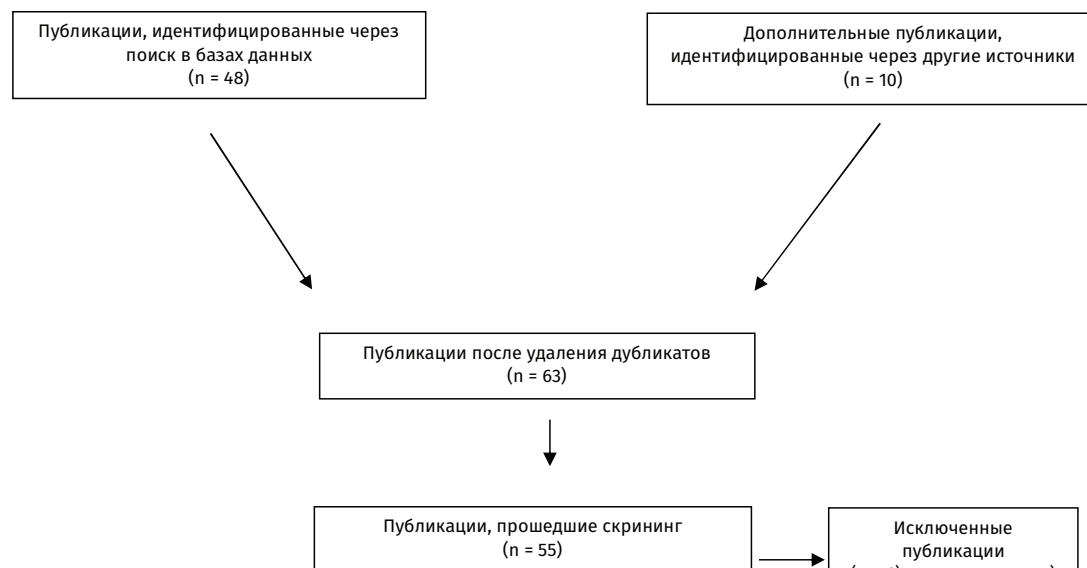 Публикации, идентифицированные через
поиск в базах данных
(n = 48)
Дополнительные публикации,
идентифицированные через другие источники
(n = 10)
Публикации после удаления дубликатов
(n = 63)
Публикации, прошедшие скрининг
(n = 55)
Исключенные
публикации